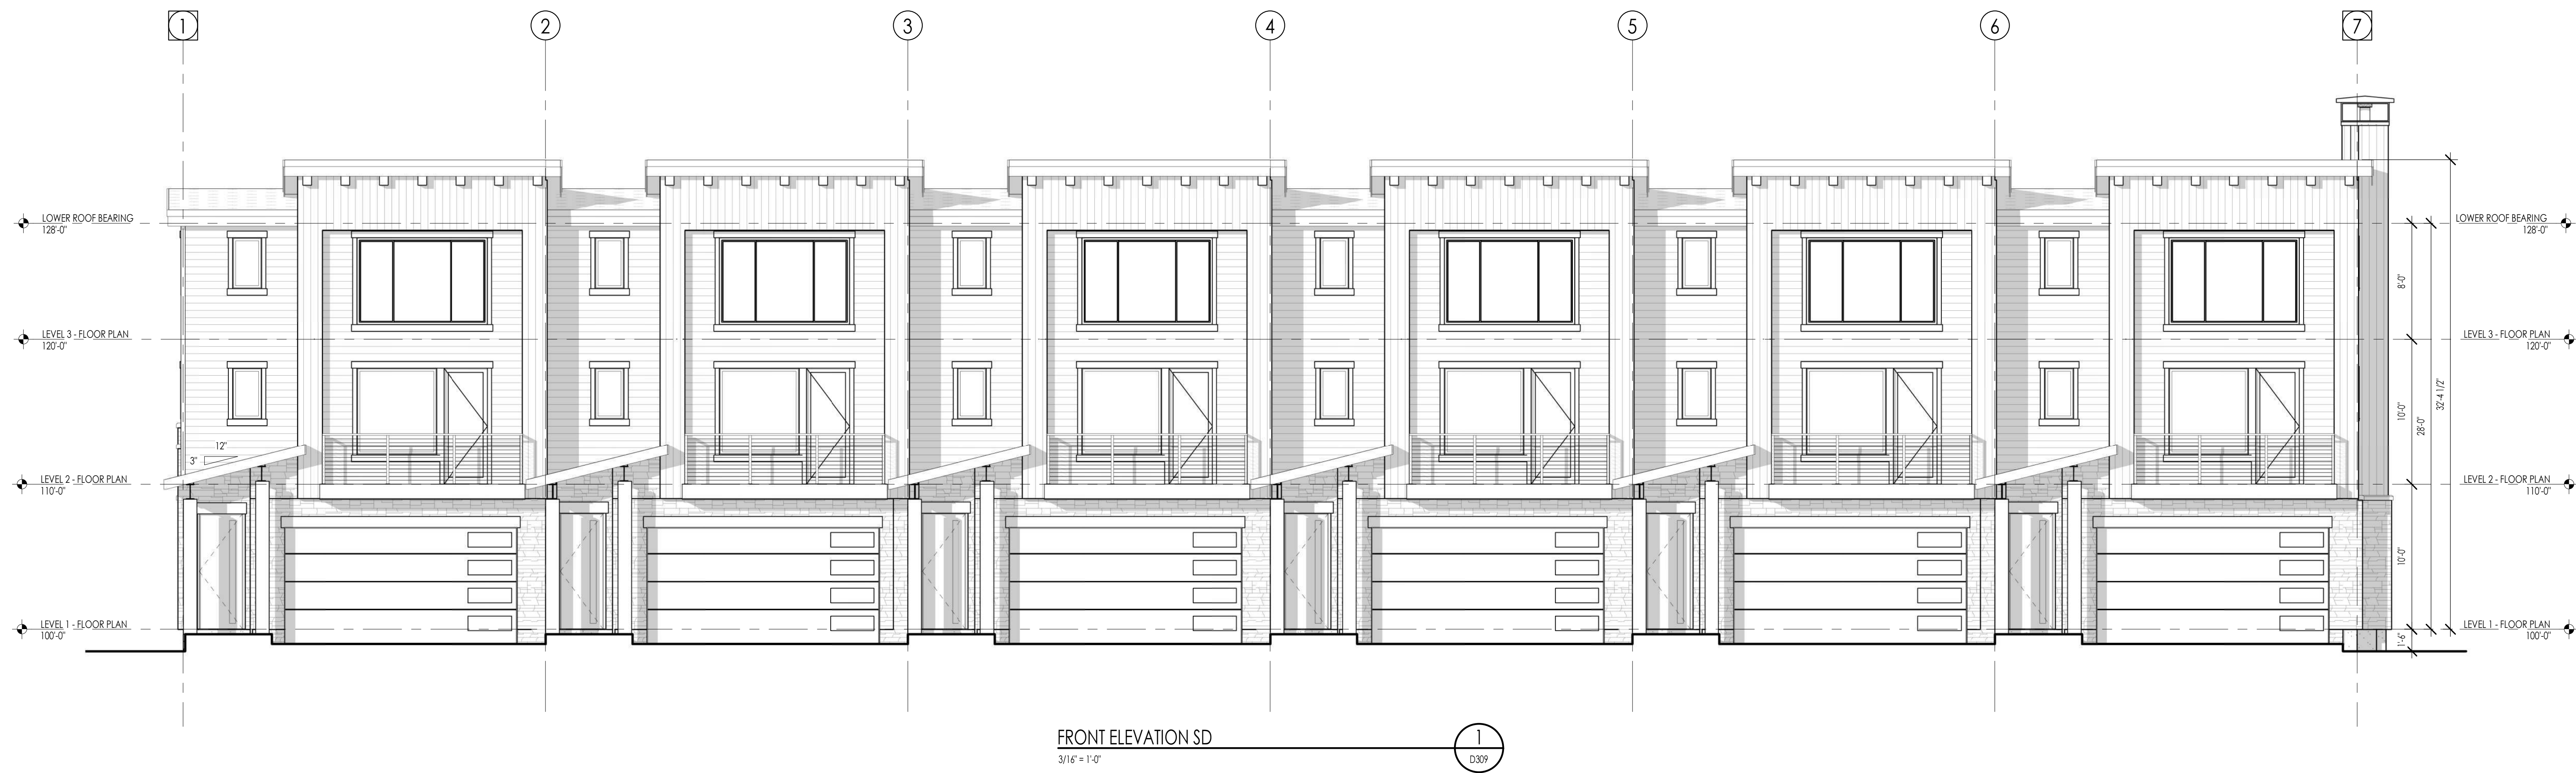 1 2 3 4 5 6 7
LOWER ROOF BEARING
128'-0"
LOWER ROOF BEARING
128'-0"
8'-0"
LEVEL 3 - FLOOR PLAN
120'-0"
LEVEL 3 - FLOOR PLAN
120'-0"
32'-4 1/2"
10'-0"
28'-0"
12"
3"
LEVEL 2 - FLOOR PLAN
110'-0"
LEVEL 2 - FLOOR PLAN
110'-0"
10'-0"
LEVEL 1 - FLOOR PLAN
100'-0"
LEVEL 1 - FLOOR PLAN
100'-0"
1'-6"
FRONT ELEVATION SD
3/16" = 1'-0"
1
D309